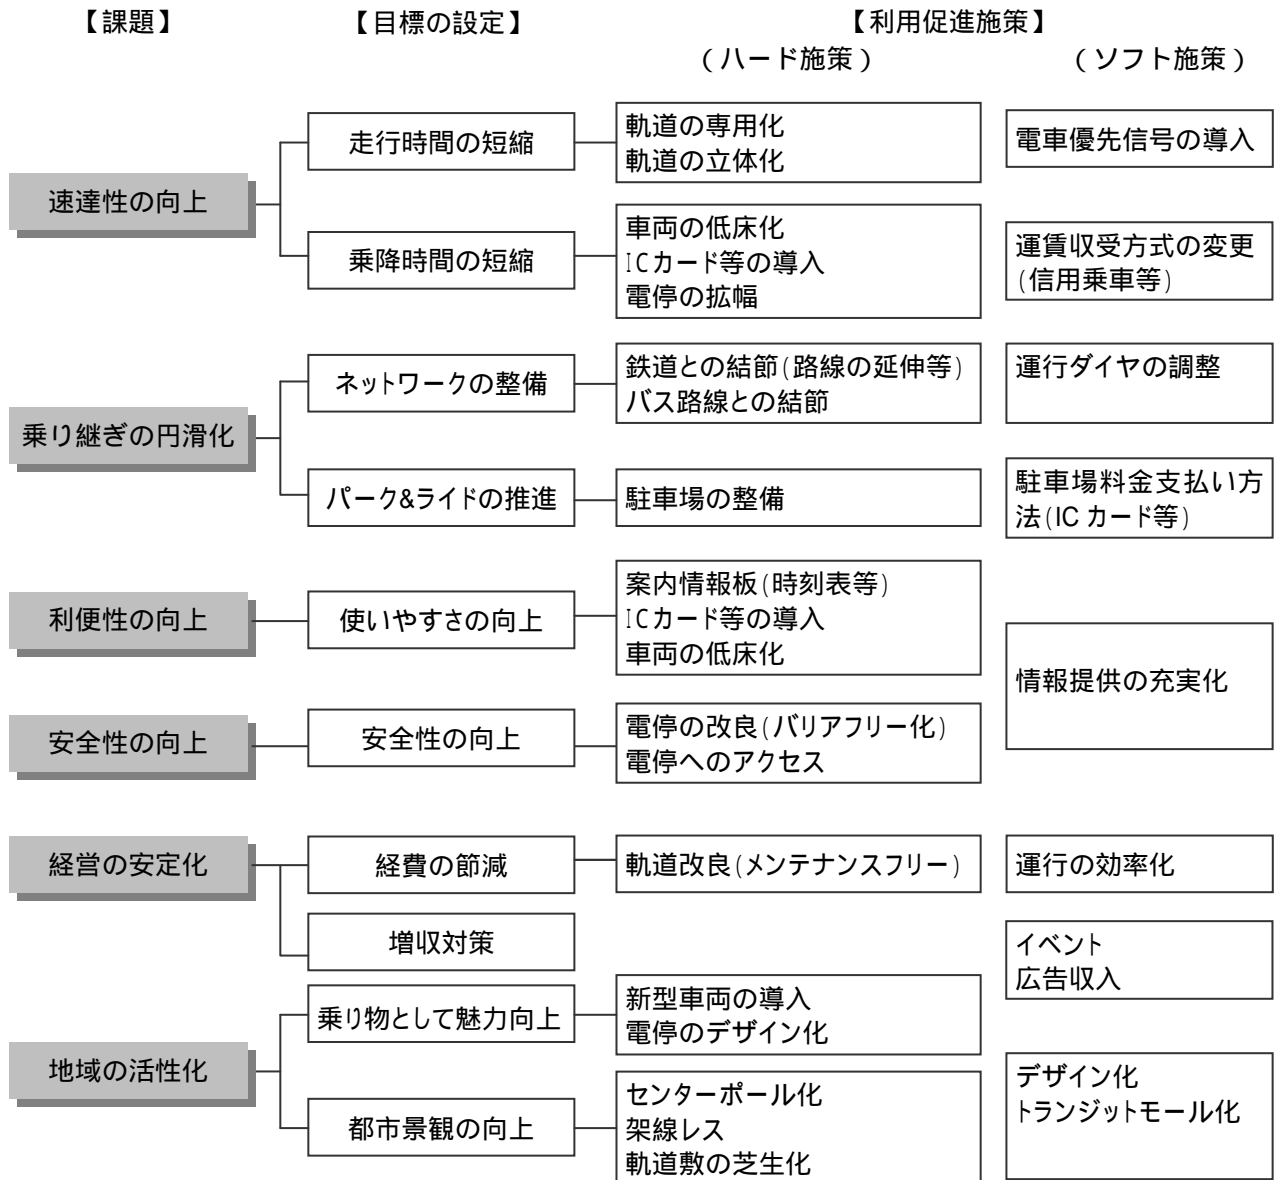 【課題】
【目標の設定】
【利用促進施策】
(ハード施策)
(ソフト施策)
速達性の向上
走行時間の短縮
軌道の専用化
軌道の立体化
電車優先信号の導入
乗降時間の短縮
車両の低床化
ICカード等の導入
電停の拡幅
運賃収受方式の変更
(信用乗車等)
乗り継ぎの円滑化
ネットワークの整備
鉄道との結節(路線の延伸等)
バス路線との結節
運行ダイヤの調整
パーク&ライドの推進
駐車場の整備
駐車場料金支払い方
法(ICカード等)
利便性の向上
使いやすさの向上
案内情報板(時刻表等)
ICカード等の導入
車両の低床化
情報提供の充実化
安全性の向上
安全性の向上
電停の改良(バリアフリー化)
電停へのアクセス
経営の安定化
経費の節減
軌道改良(メンテナンスフリー)
運行の効率化
増収対策
イベント
広告収入
地域の活性化
乗り物として魅力向上
新型車両の導入
電停のデザイン化
都市景観の向上
センターポール化
架線レス
軌道敷の芝生化
デザイン化
トランジットモール化